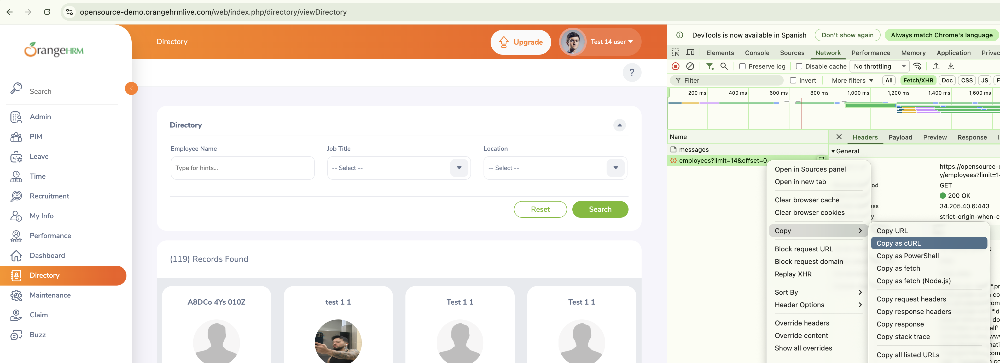 opensource-demo.orangehrmlive.com/web/index.php/directory/viewDirectory
OrangeHRM
Search
Admin
PIM
Leave
Time
Recruitment
My Info
Performance
Dashboard
Directory
Maintenance
Claim
Buzz
Directory
Upgrade
Test 14 user
?
Directory
Employee Name
Job Title
Location
Type for hints...
-- Select --
-- Select --
Reset
Search
(119) Records Found
A8DCo 4Ys 010Z
test 1 1
Test 1 1
Test 1 1
DevTools is now available in Spanish
Don't show again
Always match Chrome's language
Elements
Console
Sources
Network
Performance
Memory
Application
Preserve log
Disable cache
No throttling
Filter
Invert
More filters
All
Fetch/XHR
Doc
CSS
JS
F
200 ms
400 ms
600 ms
800 ms
1,000 ms
1,200 ms
1,400 ms
1,600 ms
Name
Headers
Payload
Preview
Response
messages
employees?limit=14&offset=0
General
y/employees?limit=1
GET
200 OK
34.205.40.6:443
strict-origin-when-c
Open in Sources panel
Open in new tab
Clear browser cache
Clear browser cookies
Copy
Block request URL
Block request domain
Replay XHR
Sort By
Header Options
Override headers
Override content
Show all overrides
Copy URL
Copy as cURL
Copy as PowerShell
Copy as fetch
Copy as fetch (Node.js)
Copy request headers
Copy response headers
Copy response
Copy stack trace
Copy all listed URLs